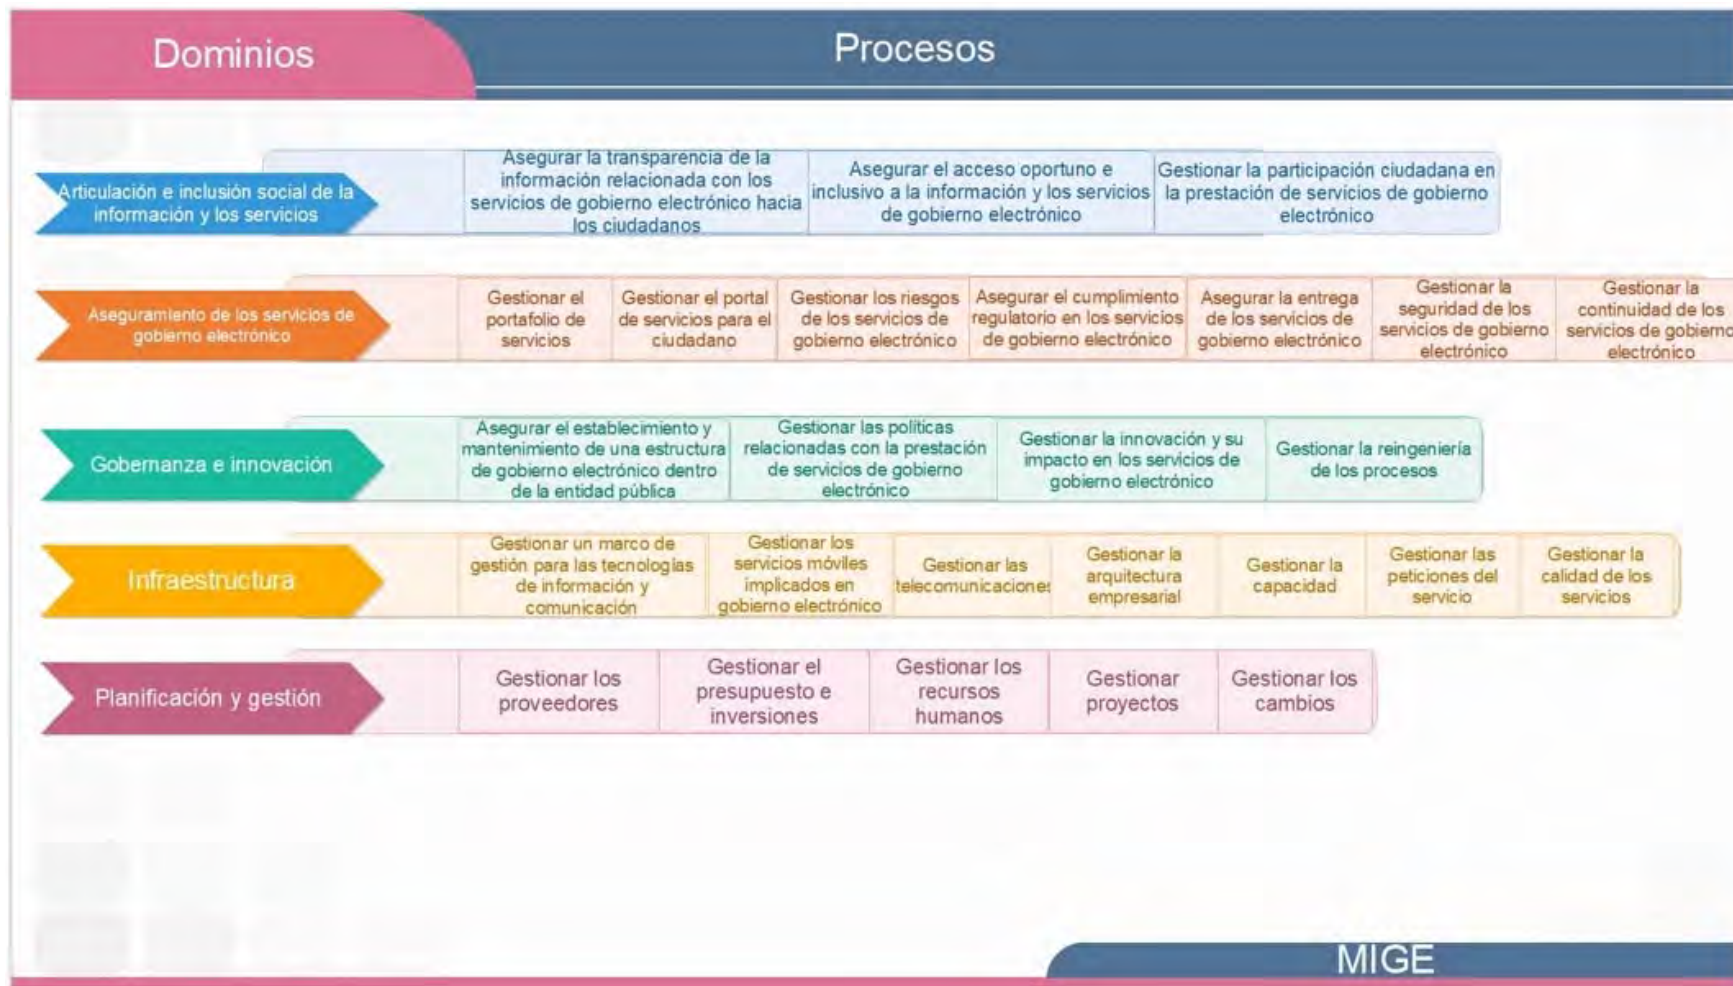 Dominios
Procesos
Articulación e inclusión social de la
información y los servicios
Asegurar la transparencia de la
información relacionada con los
servicios de gobierno electrónico hacia
los ciudadanos
Asegurar el acceso oportuno e
inclusivo a la información y los servicios
de gobierno electrónico
Gestionar la participación ciudadana en
la prestación de servicios de gobierno
electrónico
Aseguramiento de los servicios de
gobierno electrónico
Gestionar el
portafolio de
servicios
Gestionar el portal
de servicios para el
ciudadano
Gestionar los riesgos
de los servicios de
gobierno electrónico
Asegurar el cumplimiento
regulatorio en los servicios
de gobierno electrónico
Asegurar la entrega
de los servicios de
gobierno electrónico
Gestionar la
seguridad de los
servicios de gobierno
electrónico
Gestionar la
continuidad de los
servicios de gobierno
electrónico
Gobernanza e innovación
Asegurar el establecimiento y
mantenimiento de una estructura
de gobierno electrónico dentro
de la entidad pública
Gestionar las políticas
relacionadas con la prestación
de servicios de gobierno
electrónico
Gestionar la innovación y su
impacto en los servicios de
gobierno electrónico
Gestionar la reingeniería
de los procesos
Infraestructura
Gestionar un marco de
gestión para las tecnologías
de información y
comunicación
Gestionar los
servicios móviles
implicados en
gobierno electrónico
Gestionar las
telecomunicaciones
Gestionar la
arquitectura
empresarial
Gestionar la
capacidad
Gestionar las
peticiones del
servicio
Gestionar la
calidad de los
servicios
Planificación y gestión
Gestionar los
proveedores
Gestionar el
presupuesto e
inversiones
Gestionar los
recursos
humanos
Gestionar
proyectos
Gestionar los
cambios
MIGE